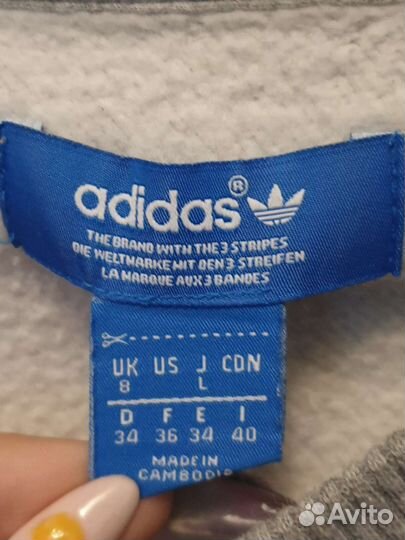 adidas®
THE BRAND WITH THE 3 STRIPES
DIE WELTMARKE MIT DEN 3 STREIFEN
LA MARQUE AUX 3 BANDES
UK US J CDN
8 L
D F E I
34 36 34 40
MADE IN
CAMBODIA
Avito